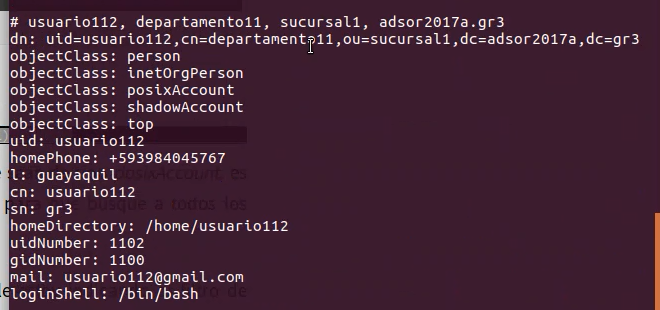 # usuario112, departamento11, sucursal1, adsor2017a.gr3
dn: uid=usuario112,cn=departamento11,ou=sucursal1,dc=adsor2017a,dc=gr3
objectClass: person
objectClass: inetOrgPerson
objectClass: posixAccount
objectClass: shadowAccount
objectClass: top
uid: usuario112
homePhone: +593984045767
l: guayaquil
cn: usuario112
sn: gr3
homeDirectory: /home/usuario112
uidNumber: 1102
gidNumber: 1100
mail: usuario112@gmail.com
loginShell: /bin/bash